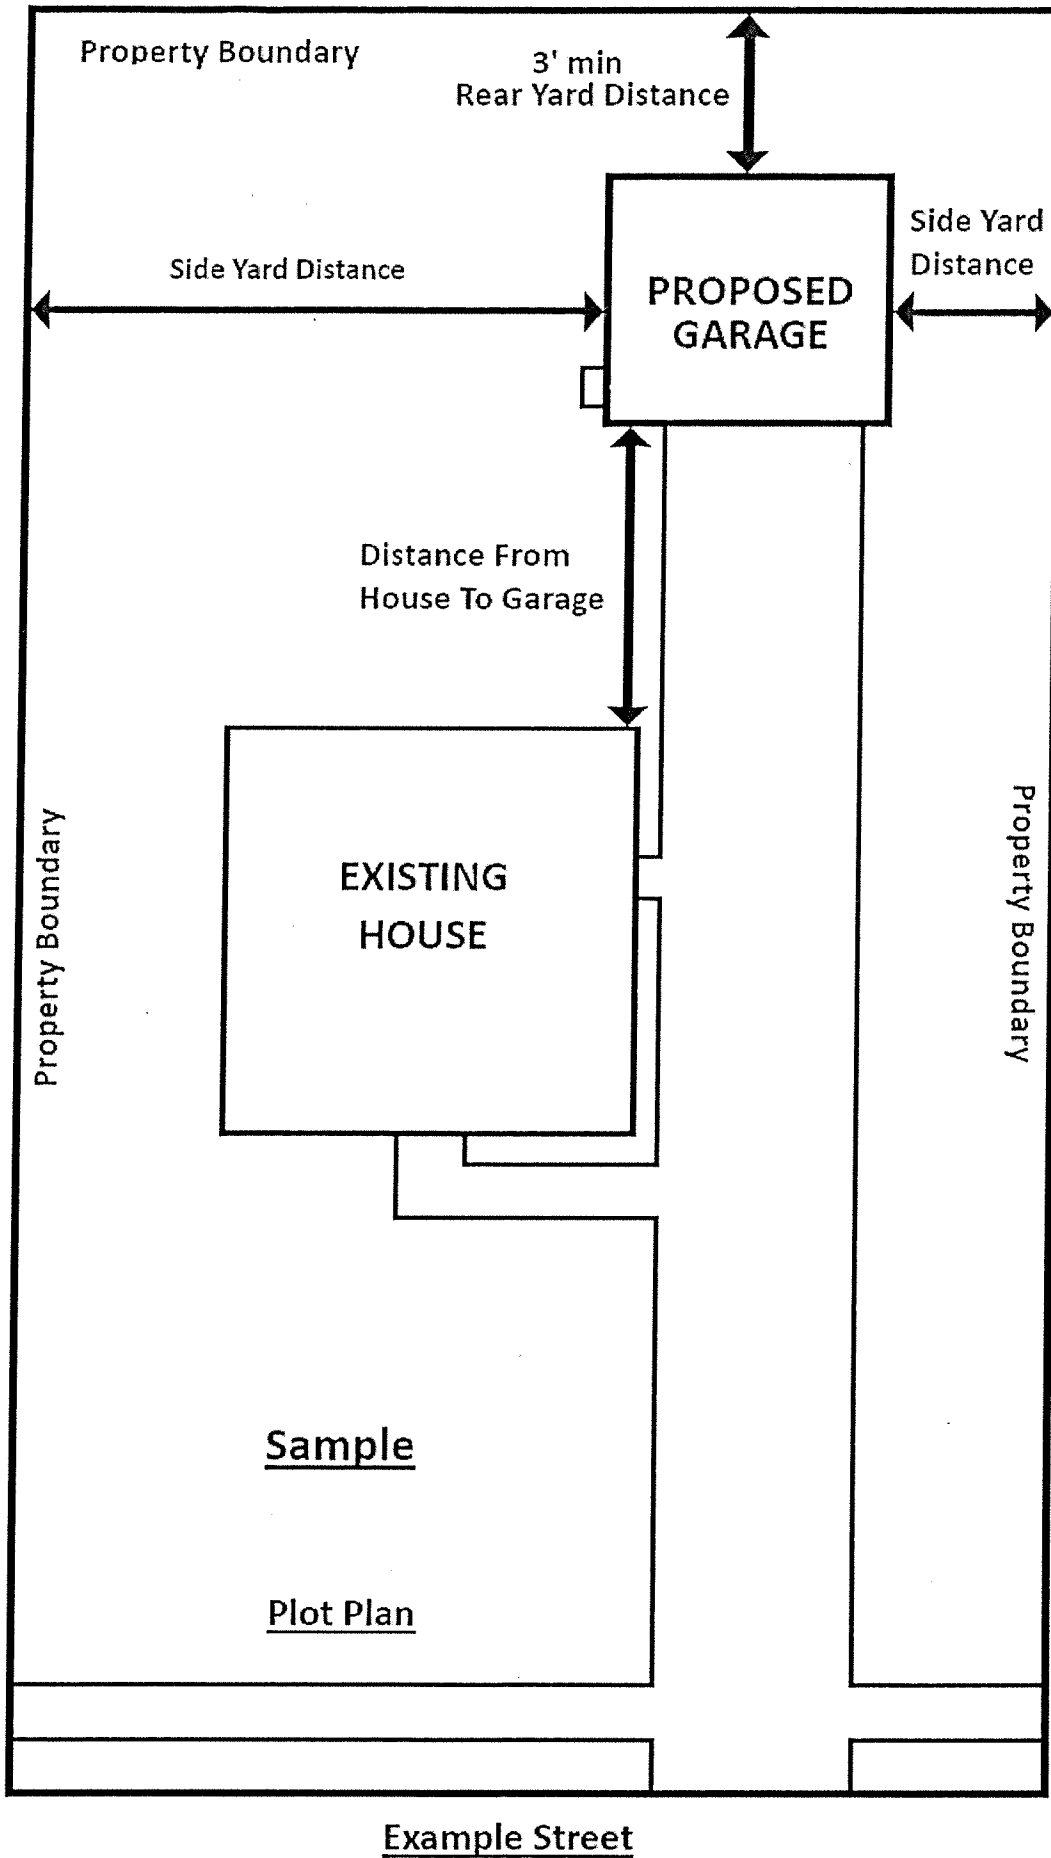 Property Boundary
3' min
Rear Yard Distance
Side Yard
Distance
Side Yard Distance
PROPOSED
GARAGE
Distance From
House To Garage
Property Boundary
EXISTING
HOUSE
Property Boundary
Sample
Plot Plan
Example Street